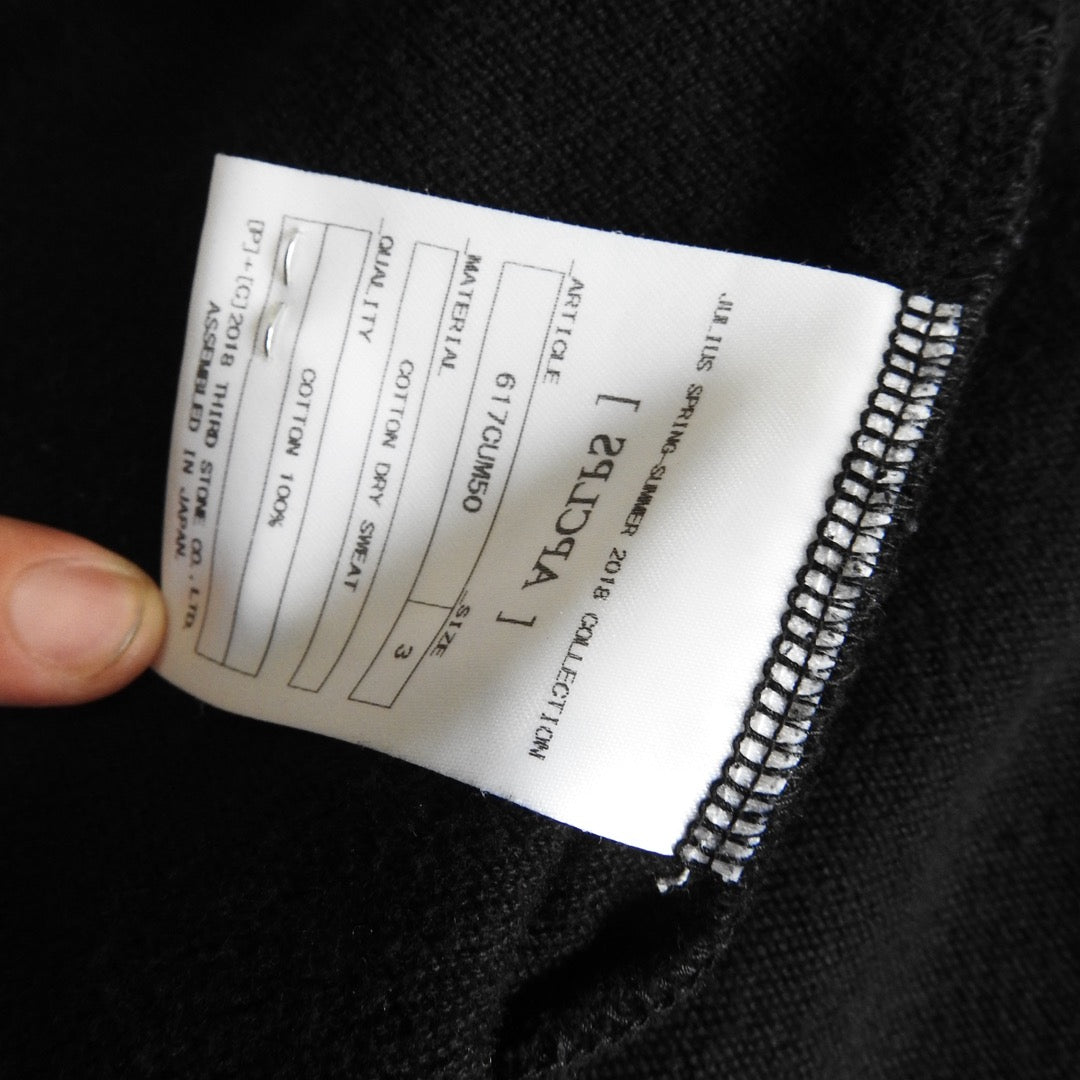 JULIUS SPRING-SUMMER 2018 COLLECTION
[ APCLPS ]
ARTICLE SIZE
617CUM50 3
MATERIAL
COTTON DRY SWEAT
QUALITY
COTTON 100%
[P]+[C]2018 THIRD STONE CO., LTD.
ASSEMBLED IN JAPAN.